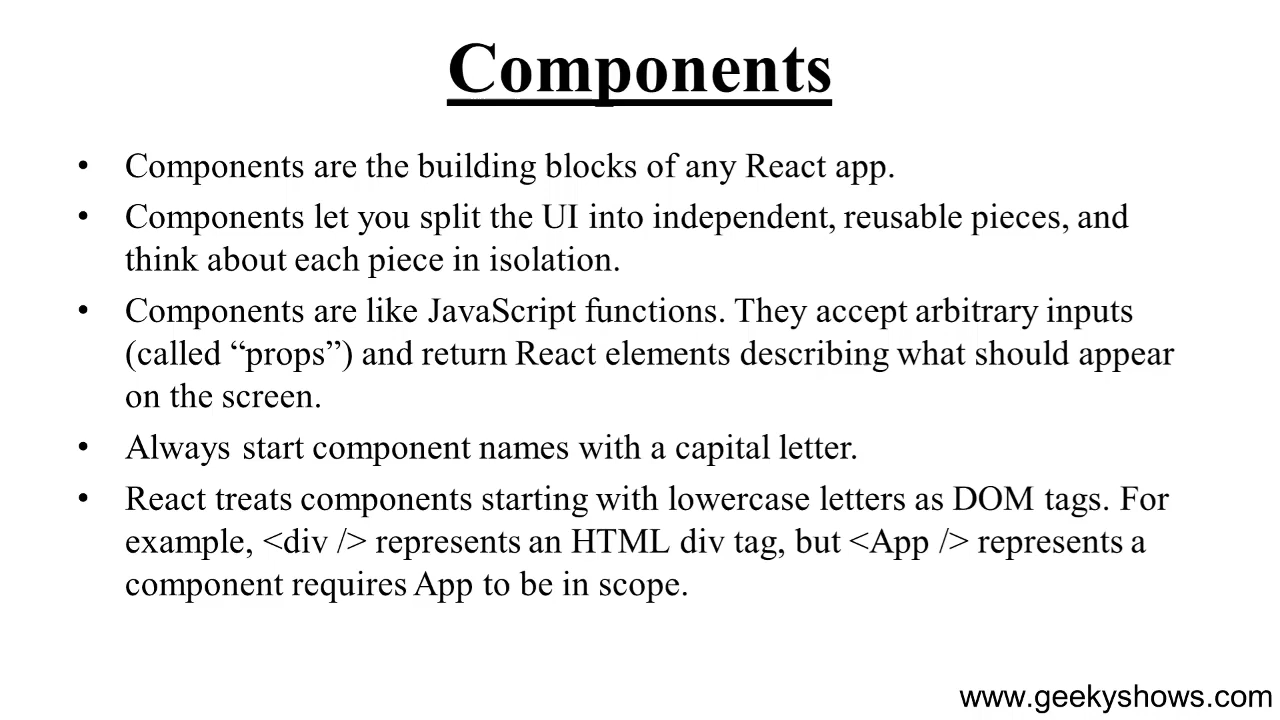 Components
• Components are the building blocks of any React app.
• Components let you split the UI into independent, reusable pieces, and
think about each piece in isolation.
• Components are like JavaScript functions. They accept arbitrary inputs
(called “props”) and return React elements describing what should appear
on the screen.
• Always start component names with a capital letter.
• React treats components starting with lowercase letters as DOM tags. For
example, <div /> represents an HTML div tag, but <App /> represents a
component requires App to be in scope.
www.geekyshows.com